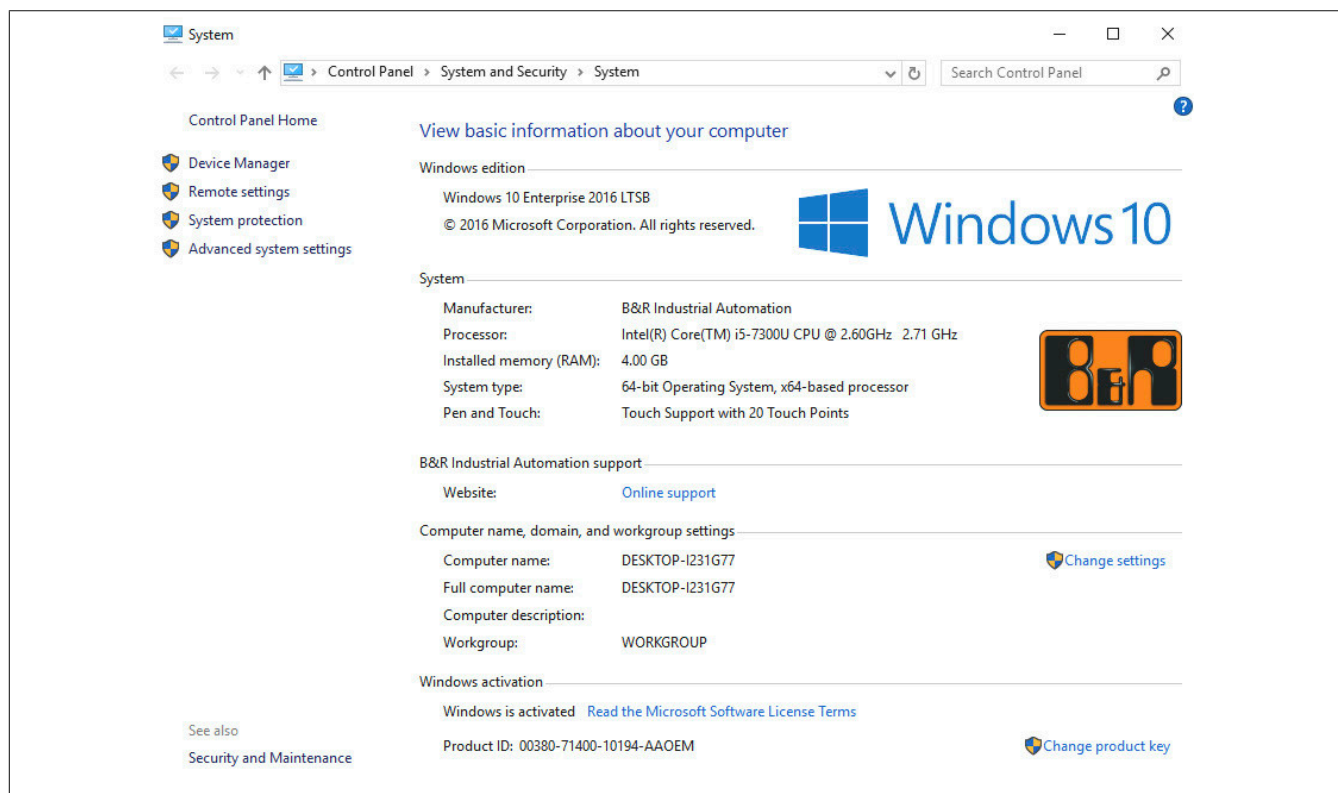 System
Control Panel > System and Security > System
Search Control Panel
?
Control Panel Home
Device Manager
Remote settings
System protection
Advanced system settings
View basic information about your computer
Windows edition
Windows 10 Enterprise 2016 LTSB
© 2016 Microsoft Corporation. All rights reserved.
Windows 10
System
Manufacturer: B&R Industrial Automation
Processor: Intel(R) Core(TM) i5-7300U CPU @ 2.60GHz 2.71 GHz
Installed memory (RAM): 4.00 GB
System type: 64-bit Operating System, x64-based processor
Pen and Touch: Touch Support with 20 Touch Points
B&R
B&R Industrial Automation support
Website: Online support
Computer name, domain, and workgroup settings
Computer name: DESKTOP-I231G77
Change settings
Full computer name: DESKTOP-I231G77
Computer description:
Workgroup: WORKGROUP
Windows activation
Windows is activated Read the Microsoft Software License Terms
Product ID: 00380-71400-10194-AAOEM
Change product key
See also
Security and Maintenance